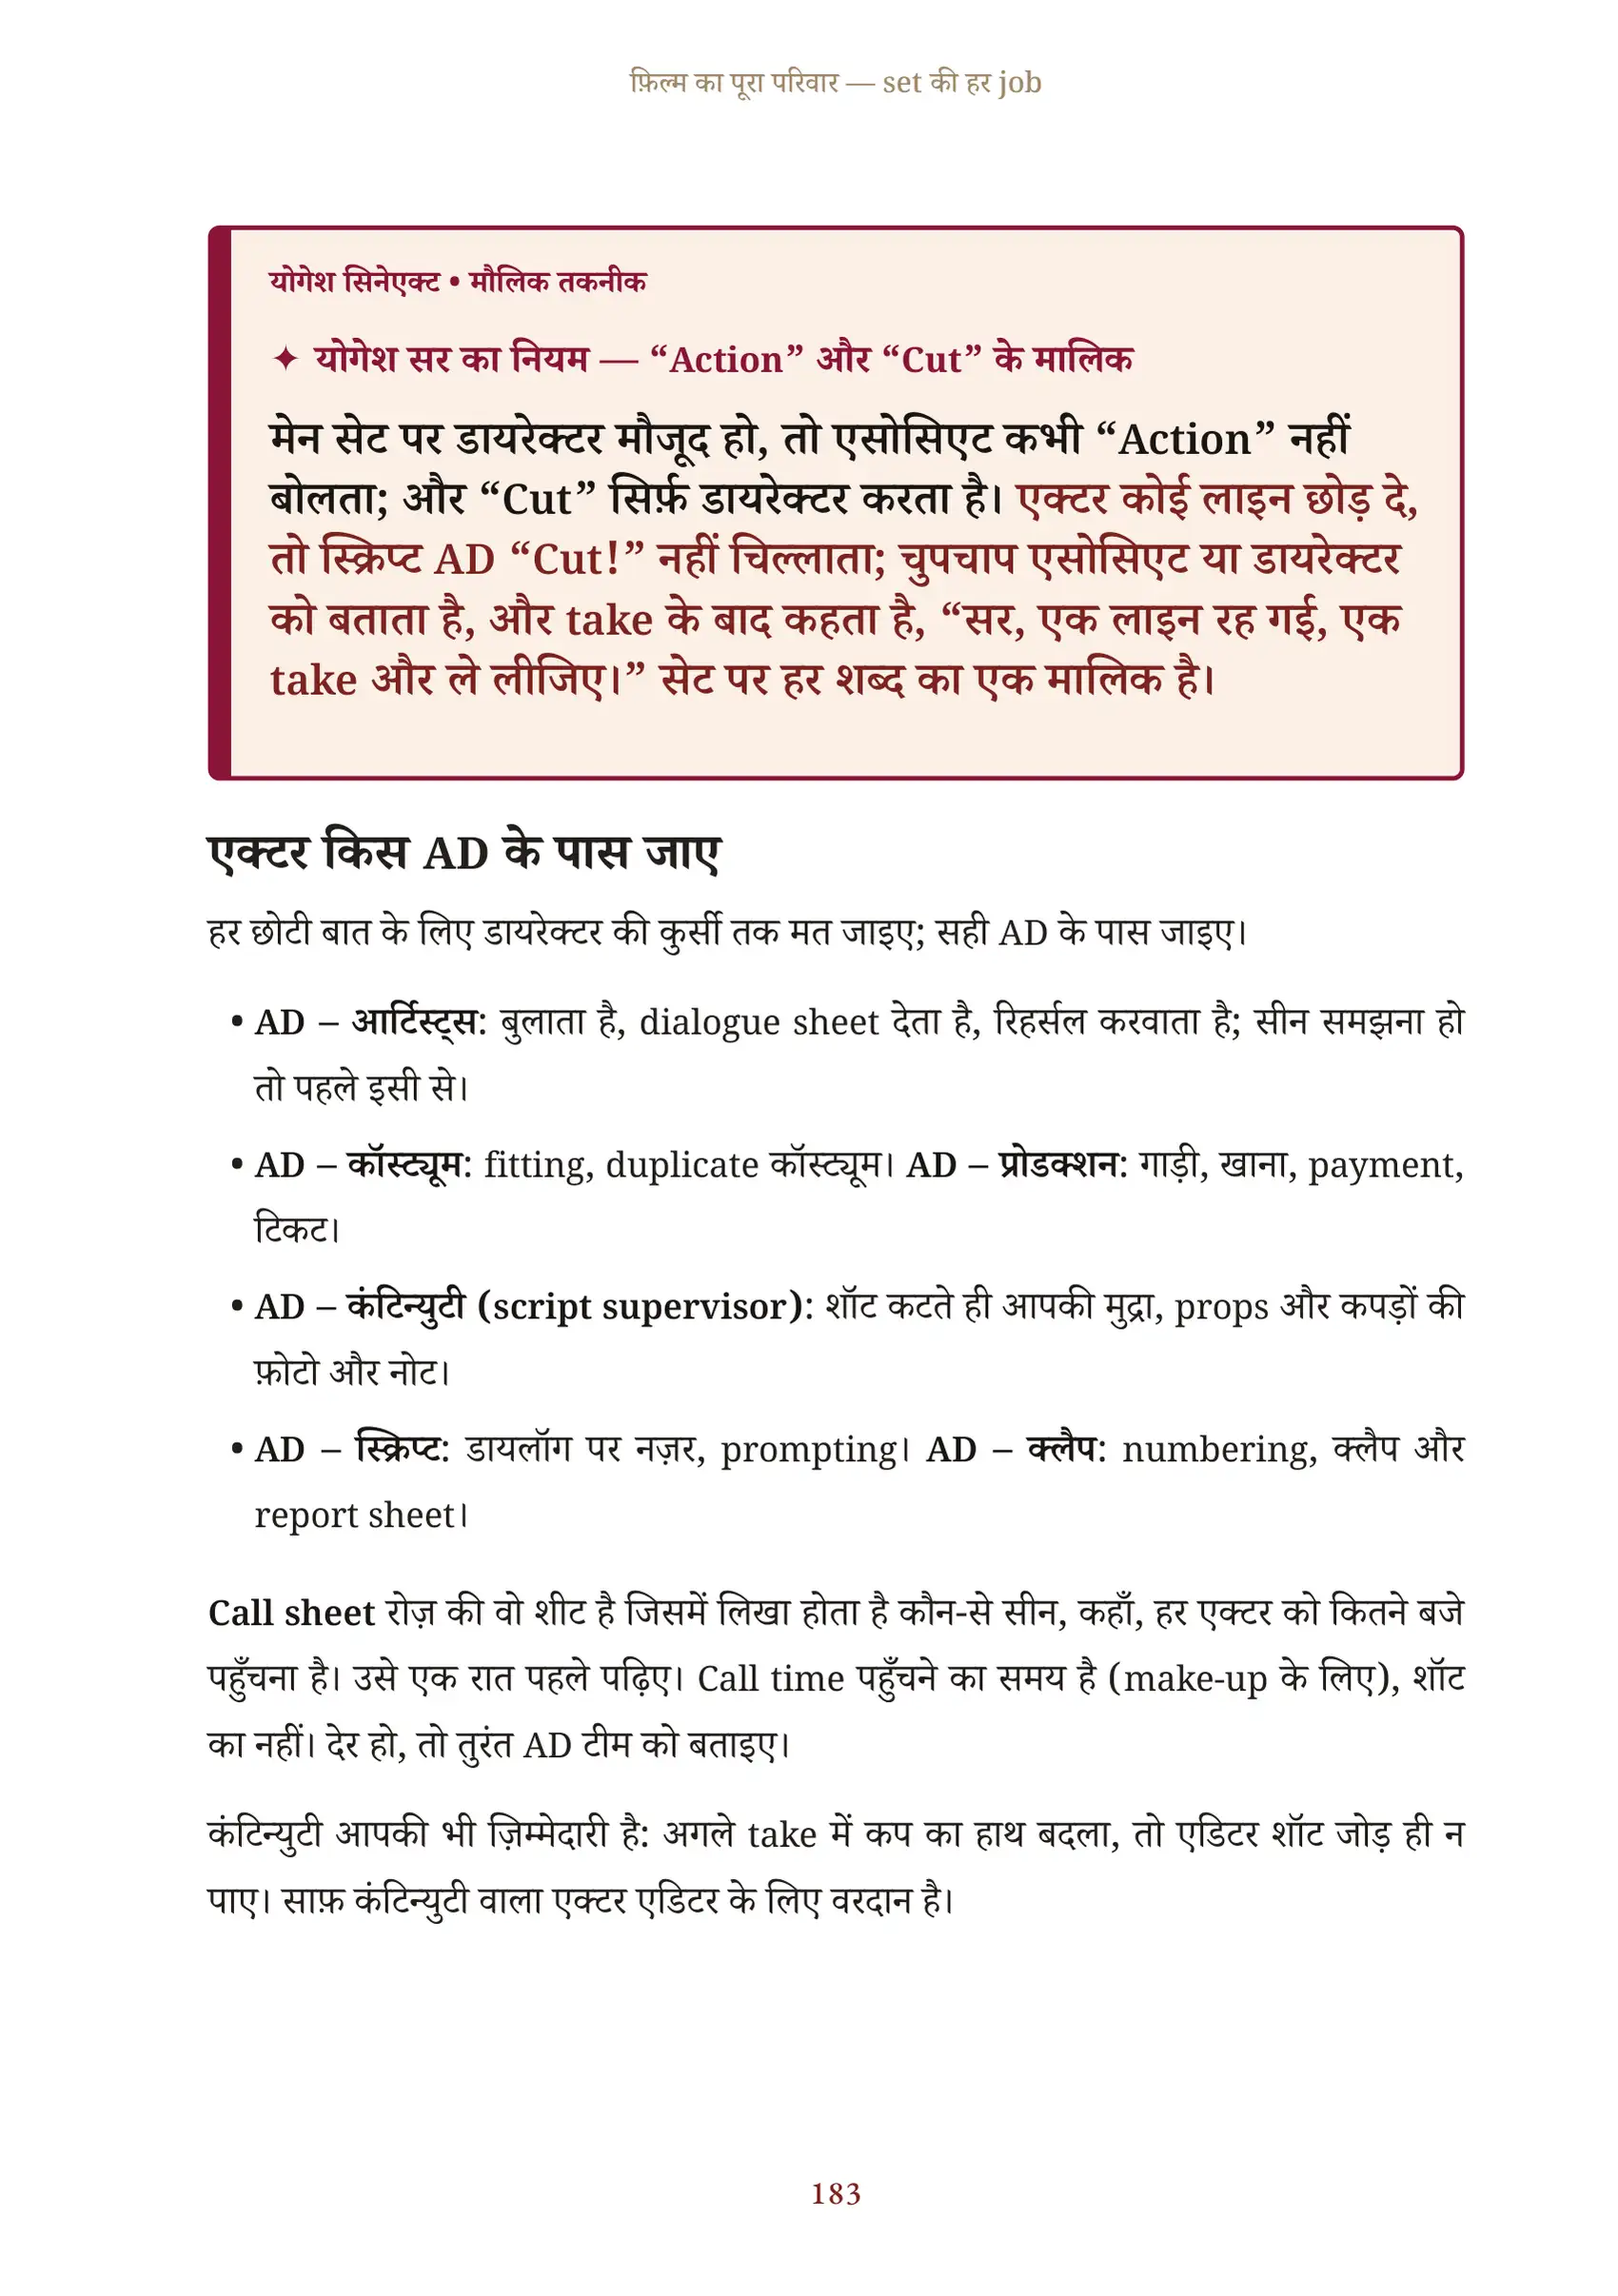 फ़िल्म का पूरा परिवार — set की हर job
योगेश सिनेएक्ट • मौलिक तकनीक
✦ योगेश सर का नियम — “Action” और “Cut” के मालिक
मेन सेट पर डायरेक्टर मौजूद हो, तो एसोसिएट कभी “Action” नहीं
बोलता; और “Cut” सिर्फ़ डायरेक्टर करता है। एक्टर कोई लाइन छोड़ दे,
तो स्क्रिप्ट AD “Cut!” नहीं चिल्लाता; चुपचाप एसोसिएट या डायरेक्टर
को बताता है, और take के बाद कहता है, “सर, एक लाइन रह गई, एक
take और ले लीजिए।” सेट पर हर शब्द का एक मालिक है।
एक्टर किस AD के पास जाए
हर छोटी बात के लिए डायरेक्टर की कुर्सी तक मत जाइए; सही AD के पास जाइए।
• AD – आर्टिस्ट्स: बुलाता है, dialogue sheet देता है, रिहर्सल करवाता है; सीन समझना हो
तो पहले इसी से।
• AD – कॉस्ट्यूम: fitting, duplicate कॉस्ट्यूम। AD – प्रोडक्शन: गाड़ी, खाना, payment,
टिकट।
• AD – कंटिन्युटी (script supervisor): शॉट कटते ही आपकी मुद्रा, props और कपड़ों की
फ़ोटो और नोट।
• AD – स्क्रिप्ट: डायलॉग पर नज़र, prompting। AD – क्लैप: numbering, क्लैप और
report sheet।
Call sheet रोज़ की वो शीट है जिसमें लिखा होता है कौन-से सीन, कहाँ, हर एक्टर को कितने बजे
पहुँचना है। उसे एक रात पहले पढ़िए। Call time पहुँचने का समय है (make-up के लिए), शॉट
का नहीं। देर हो, तो तुरंत AD टीम को बताइए।
कंटिन्युटी आपकी भी ज़िम्मेदारी है: अगले take में कप का हाथ बदला, तो एडिटर शॉट जोड़ ही न
पाए। साफ़ कंटिन्युटी वाला एक्टर एडिटर के लिए वरदान है।
183